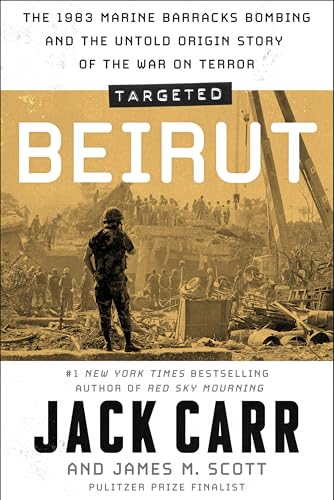 THE 1983 MARINE BARRACKS BOMBING
AND THE UNTOLD ORIGIN STORY
OF THE WAR ON TERROR
TARGETED
BEIRUT
#1 NEW YORK TIMES BESTSELLING
AUTHOR OF RED SKY MOURNING
JACK CARR
AND JAMES M. SCOTT
PULITZER PRIZE FINALIST